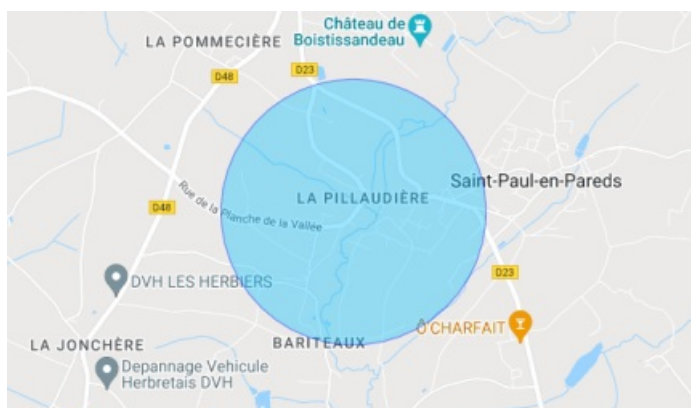 Château de
Boistissandeau
LA POMMECIÈRE
D23
D48
Saint-Paul-en-Pareds
LA PILLAUDIÈRE
D48
Rue de la Planche de la Vallée
D23
DVH LES HERBIERS
Ô'CHARFAIT
LA JONCHÈRE
BARITEAUX
Depannage Vehicule
Herbretais DVH